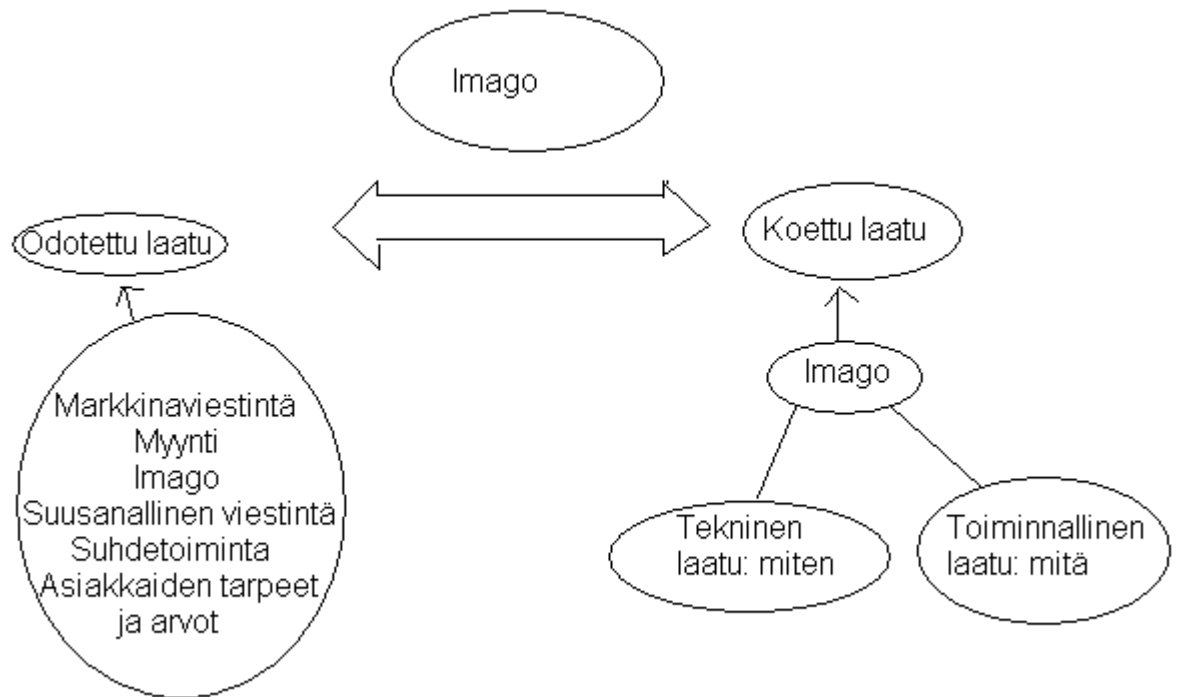 Imago
Odotettu laatu
Koettu laatu
Markkinaviestintä
Myynti
Imago
Suusanallinen viestintä
Suhdetoiminta
Asiakkaiden tarpeet
ja arvot
Imago
Tekninen
laatu: miten
Toiminnallinen
laatu: mitä